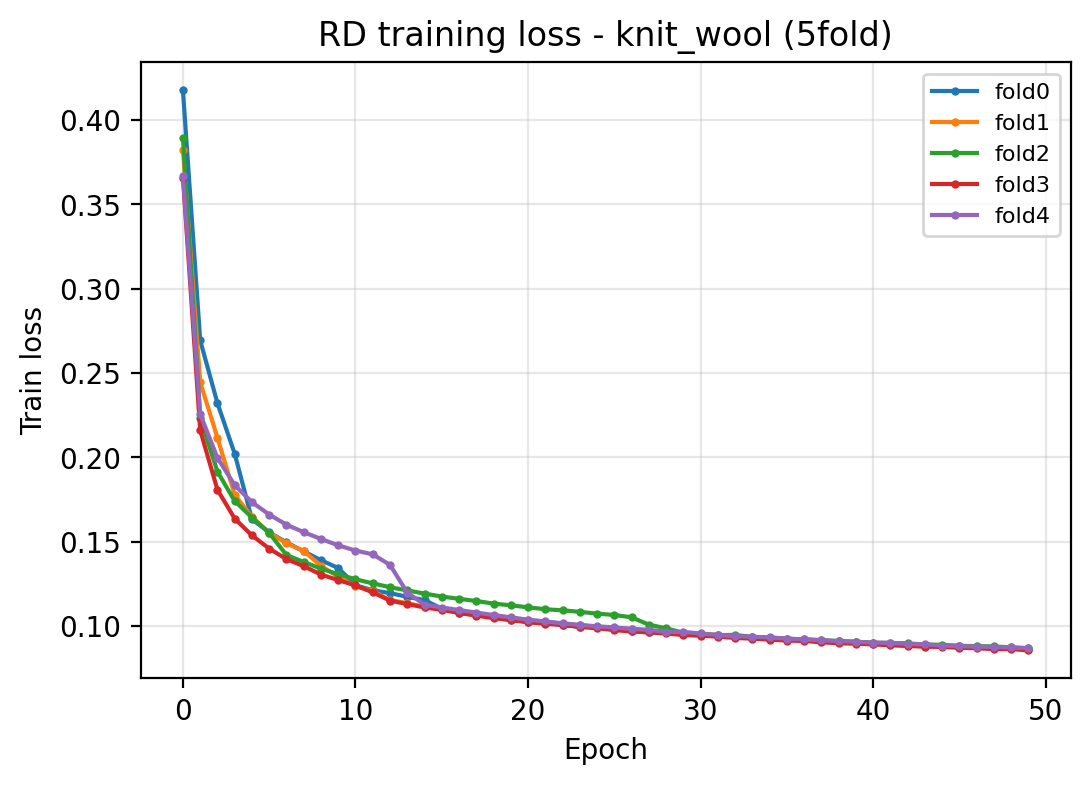 RD training loss - knit_wool (5fold)
fold0
fold1
fold2
fold3
fold4
Train loss
0.40
0.35
0.30
0.25
0.20
0.15
0.10
0 10 20 30 40 50
Epoch